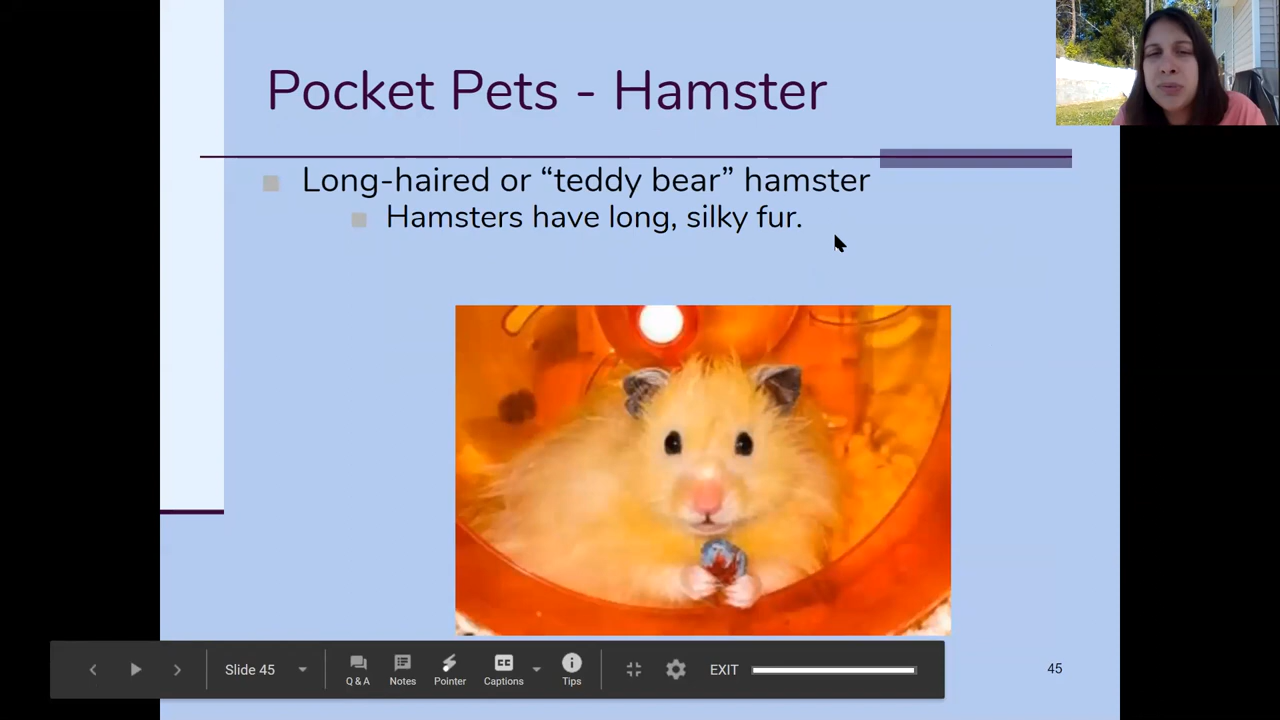 Pocket Pets - Hamster
Long-haired or “teddy bear” hamster
Hamsters have long, silky fur.
Slide 45
Q & A
Notes
Pointer
CC
Captions
Tips
EXIT
45